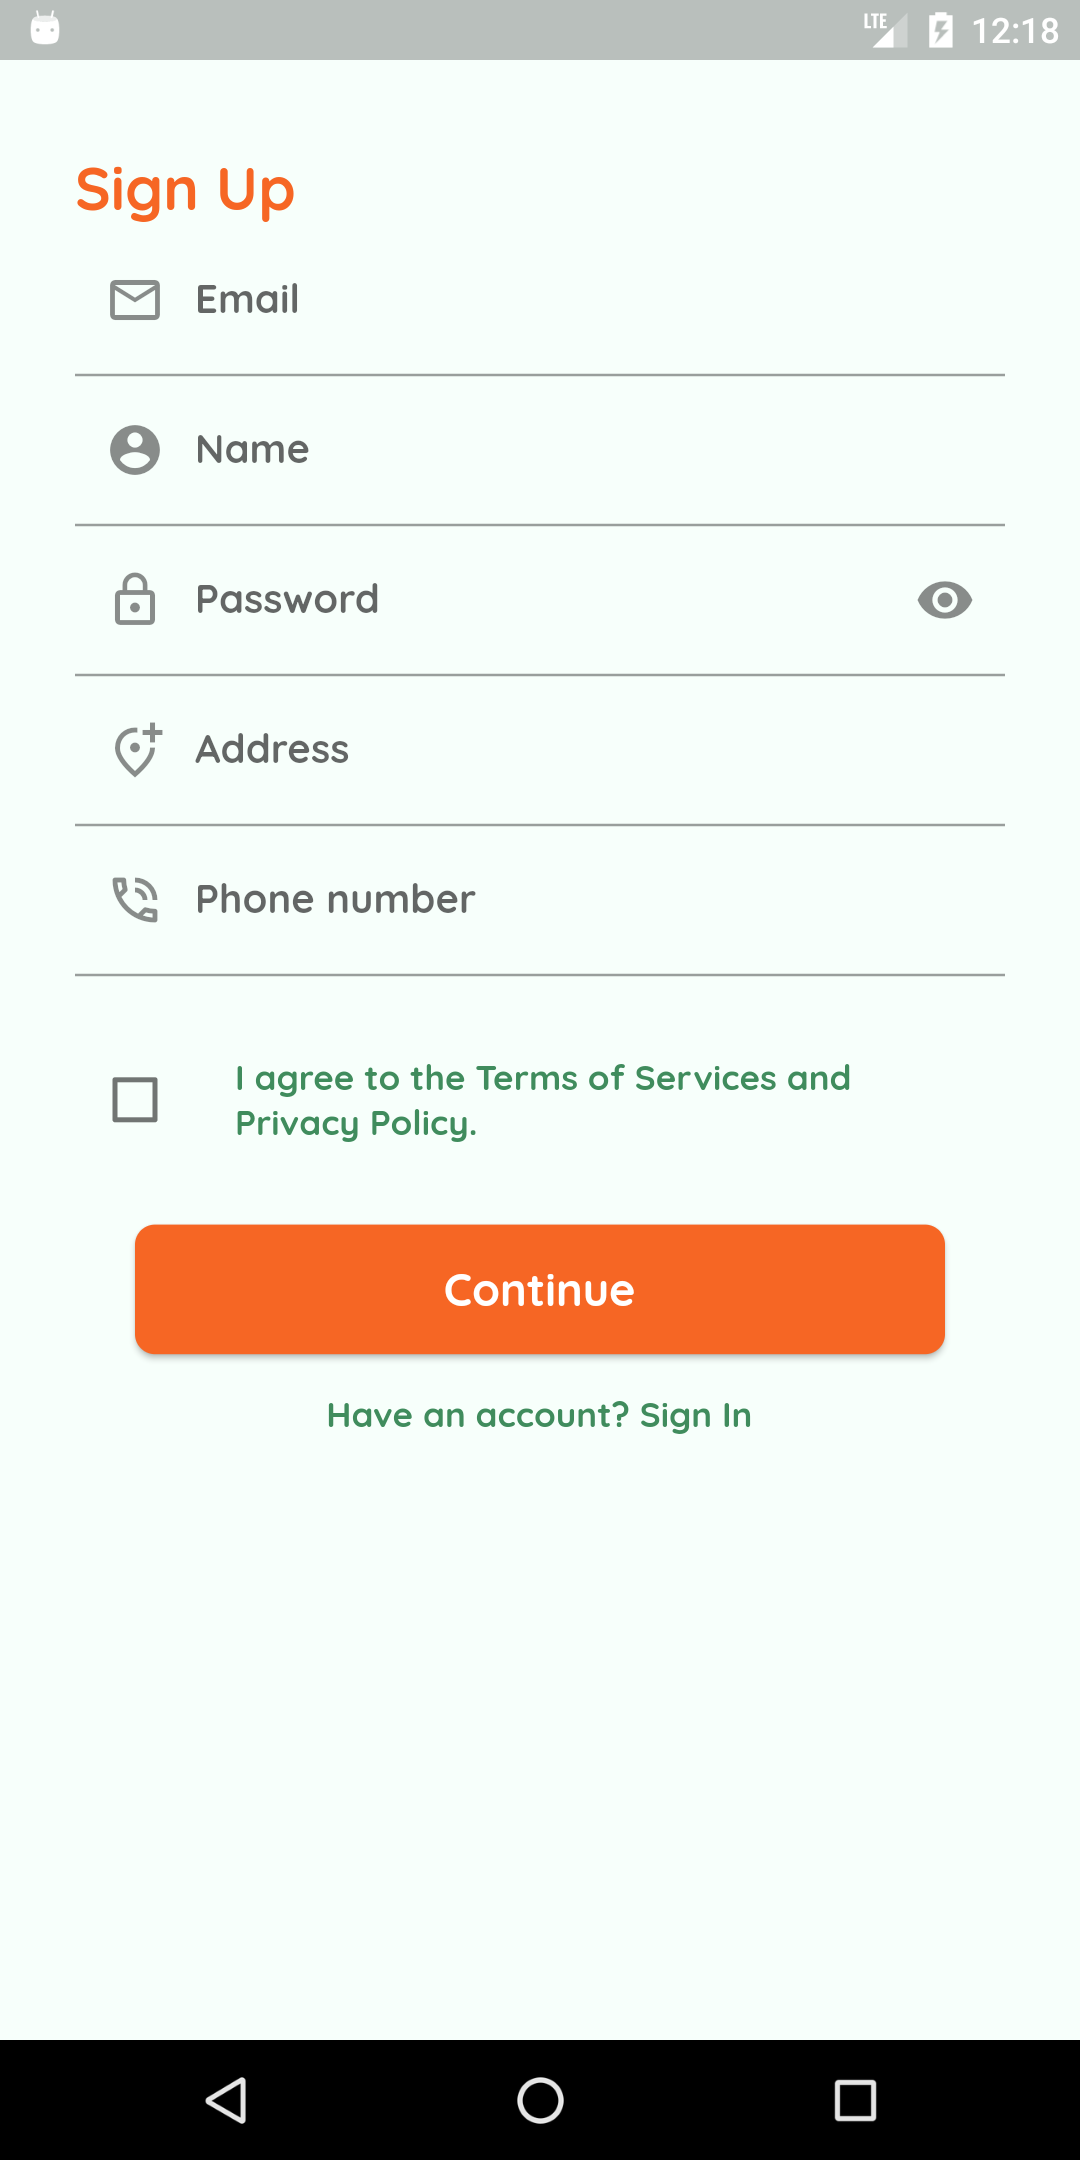 LTE 12:18
Sign Up
Email
Name
Password
Address
Phone number
I agree to the Terms of Services and
Privacy Policy.
Continue
Have an account? Sign In